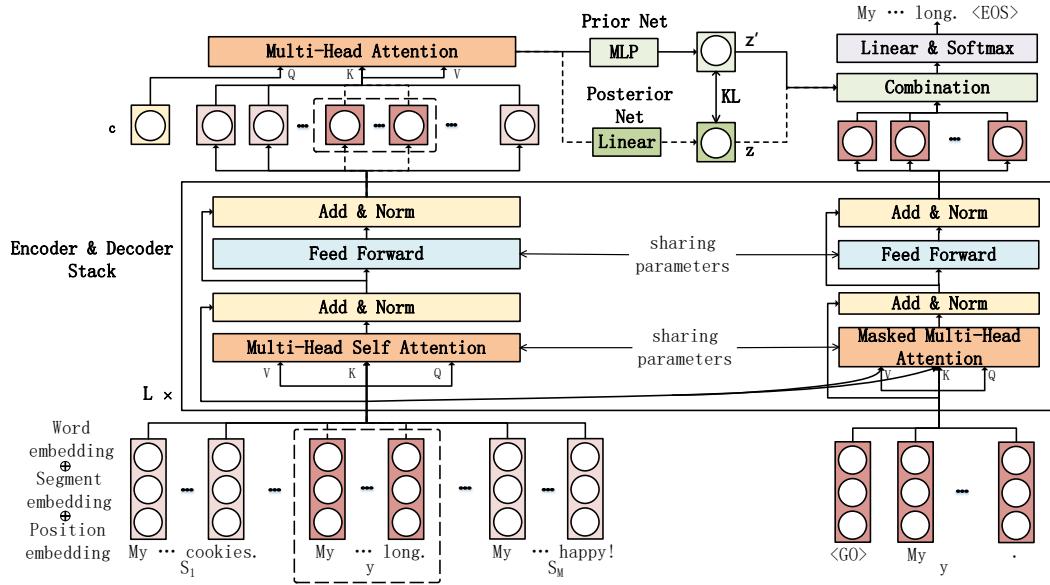 My ⋯ long. <EOS>
Prior Net
Multi-Head Attention
MLP
z'
Linear & Softmax
Q K V
KL
Combination
c
Posterior
Net
Linear
z
Encoder & Decoder
Stack
Add & Norm
Feed Forward
Add & Norm
Multi-Head Self Attention
V K Q
L ×
sharing
parameters
sharing
parameters
Add & Norm
Feed Forward
Add & Norm
Masked Multi-Head
Attention
V K Q
Word
embedding
⊕
Segment
embedding
⊕
Position
embedding
My ⋯ cookies.
S1
My ⋯ long.
y
My ⋯ happy!
SM
<GO> My .
y